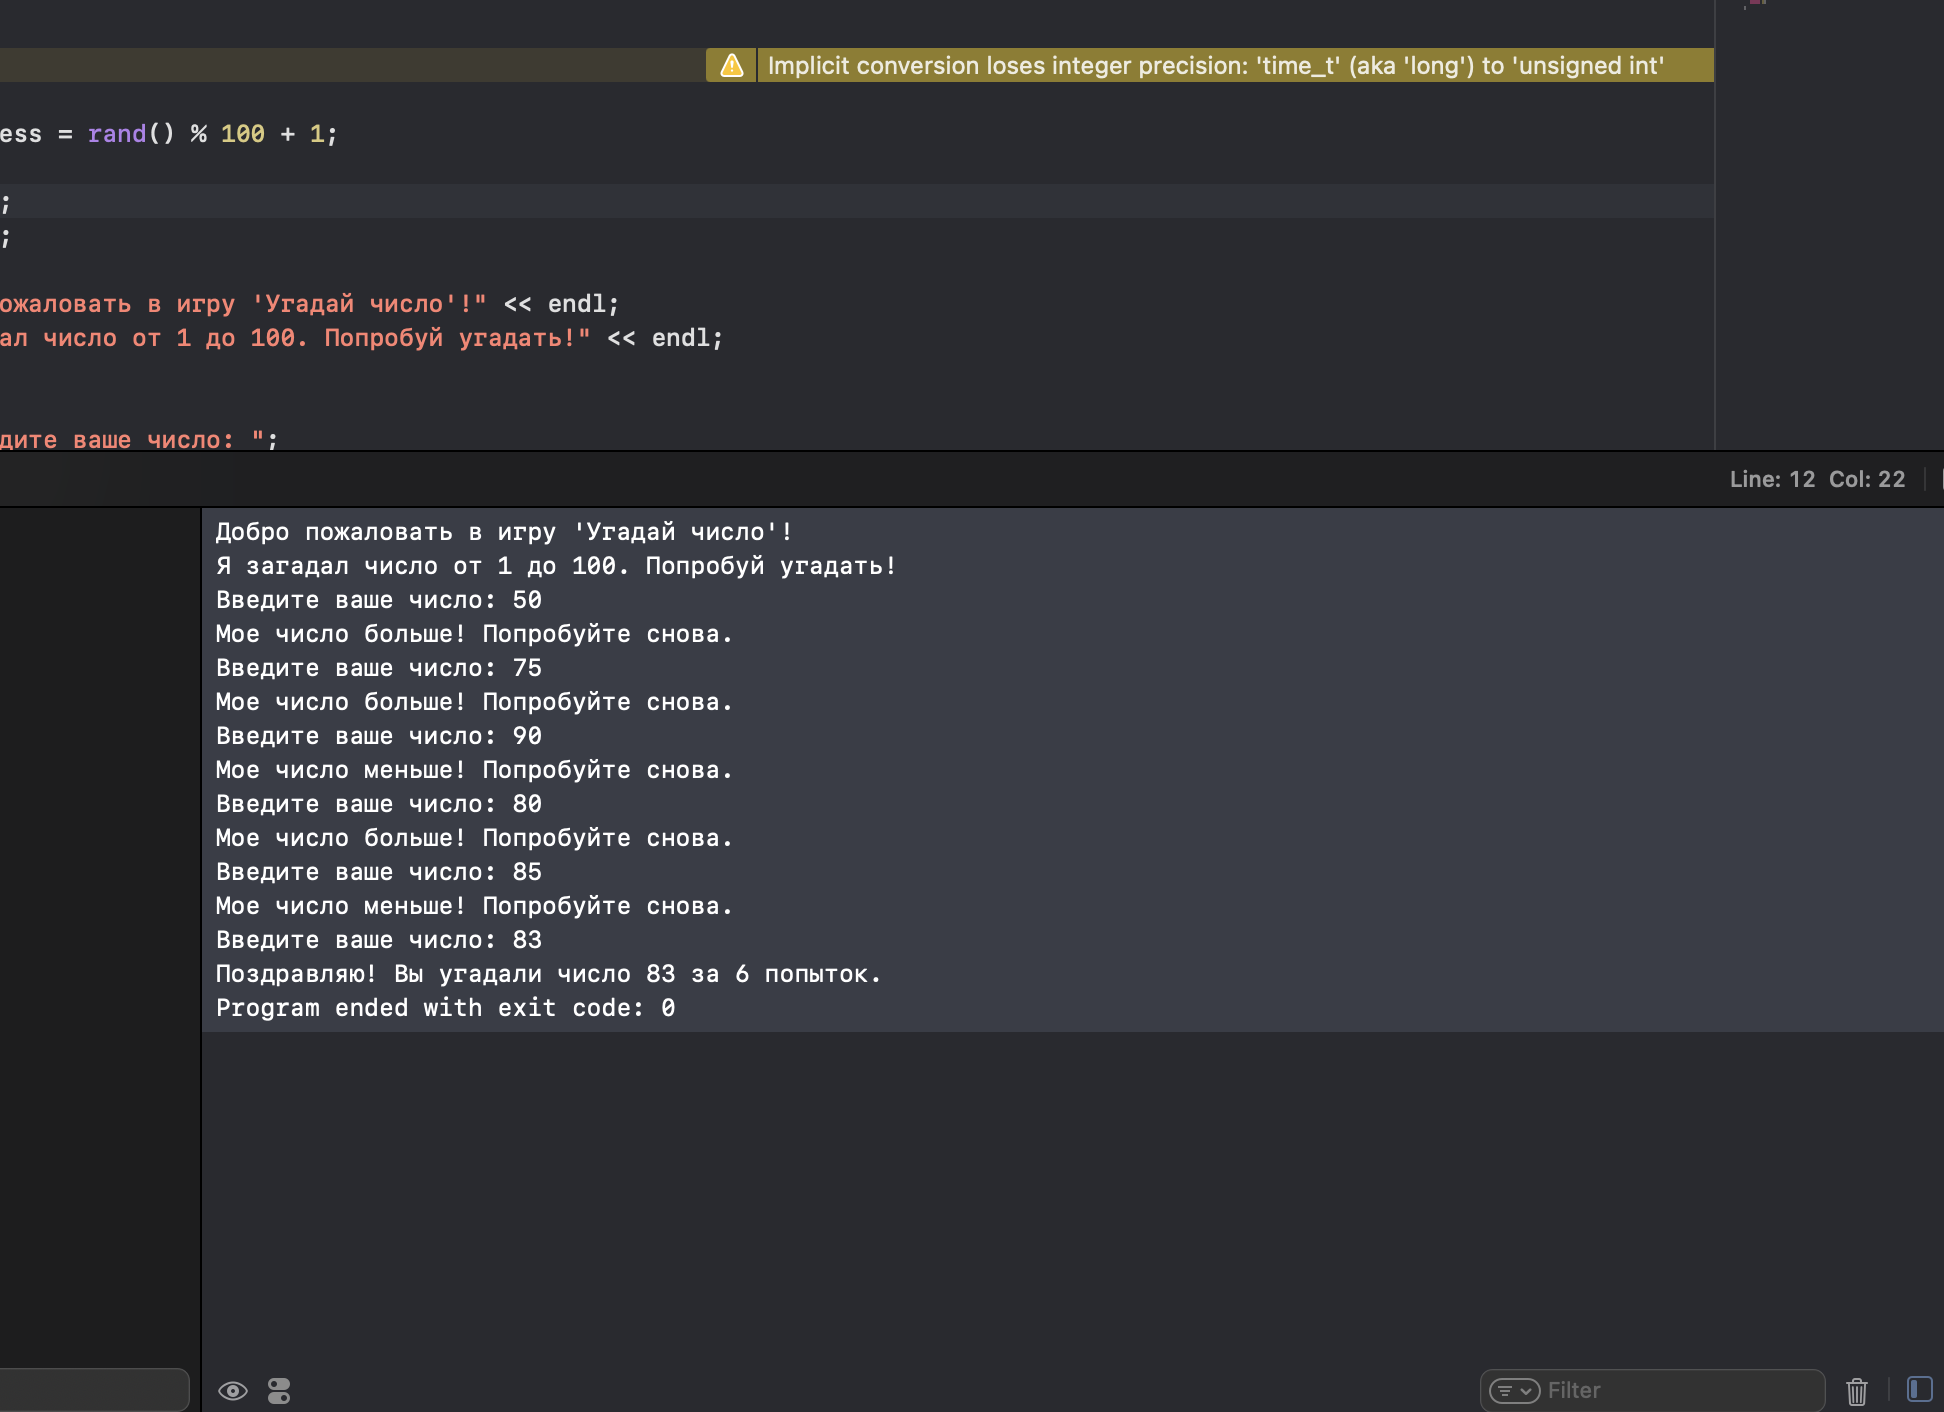 Implicit conversion loses integer precision: 'time_t' (aka 'long') to 'unsigned int'
ess = rand() % 100 + 1;
;
;
ожаловать в игру 'Угадай число'!" << endl;
ал число от 1 до 100. Попробуй угадать!" << endl;
дите ваше число: ";
Line: 12 Col: 22
Добро пожаловать в игру 'Угадай число'!
Я загадал число от 1 до 100. Попробуй угадать!
Введите ваше число: 50
Мое число больше! Попробуйте снова.
Введите ваше число: 75
Мое число больше! Попробуйте снова.
Введите ваше число: 90
Мое число меньше! Попробуйте снова.
Введите ваше число: 80
Мое число больше! Попробуйте снова.
Введите ваше число: 85
Мое число меньше! Попробуйте снова.
Введите ваше число: 83
Поздравляю! Вы угадали число 83 за 6 попыток.
Program ended with exit code: 0
Filter